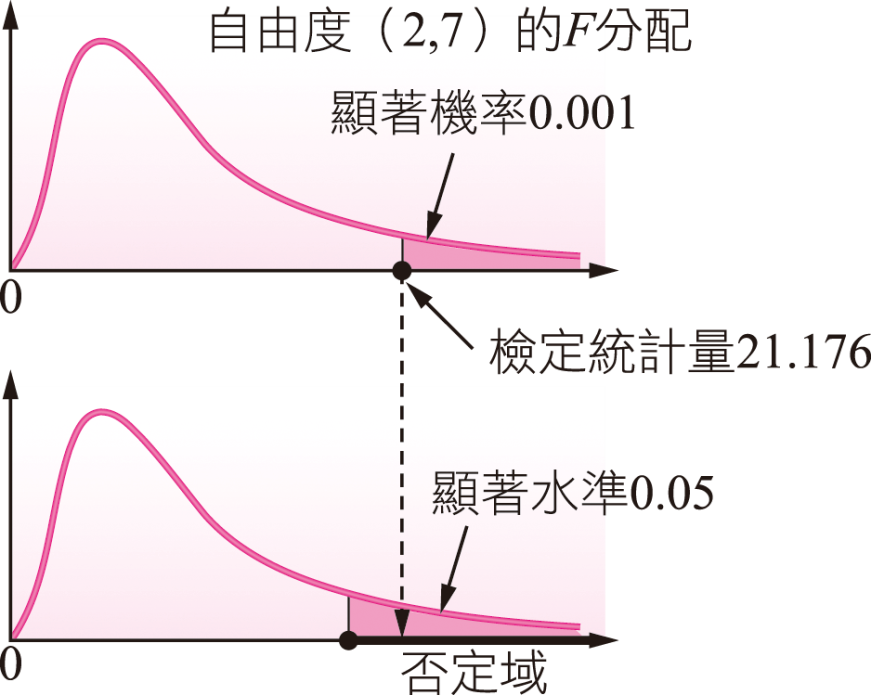 自由度（2,7）的F分配
顯著機率0.001
0
檢定統計量21.176
顯著水準0.05
0
否定域